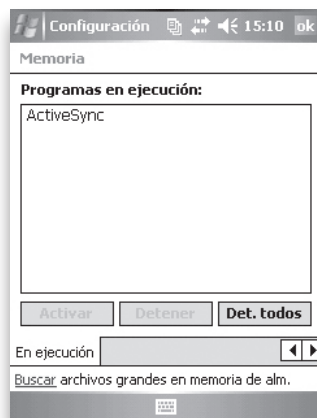 Configuración 15:10 ok
Memoria
Programas en ejecución:
ActiveSync
Activar Detener Det. todos
En ejecución
Buscar archivos grandes en memoria de alm.